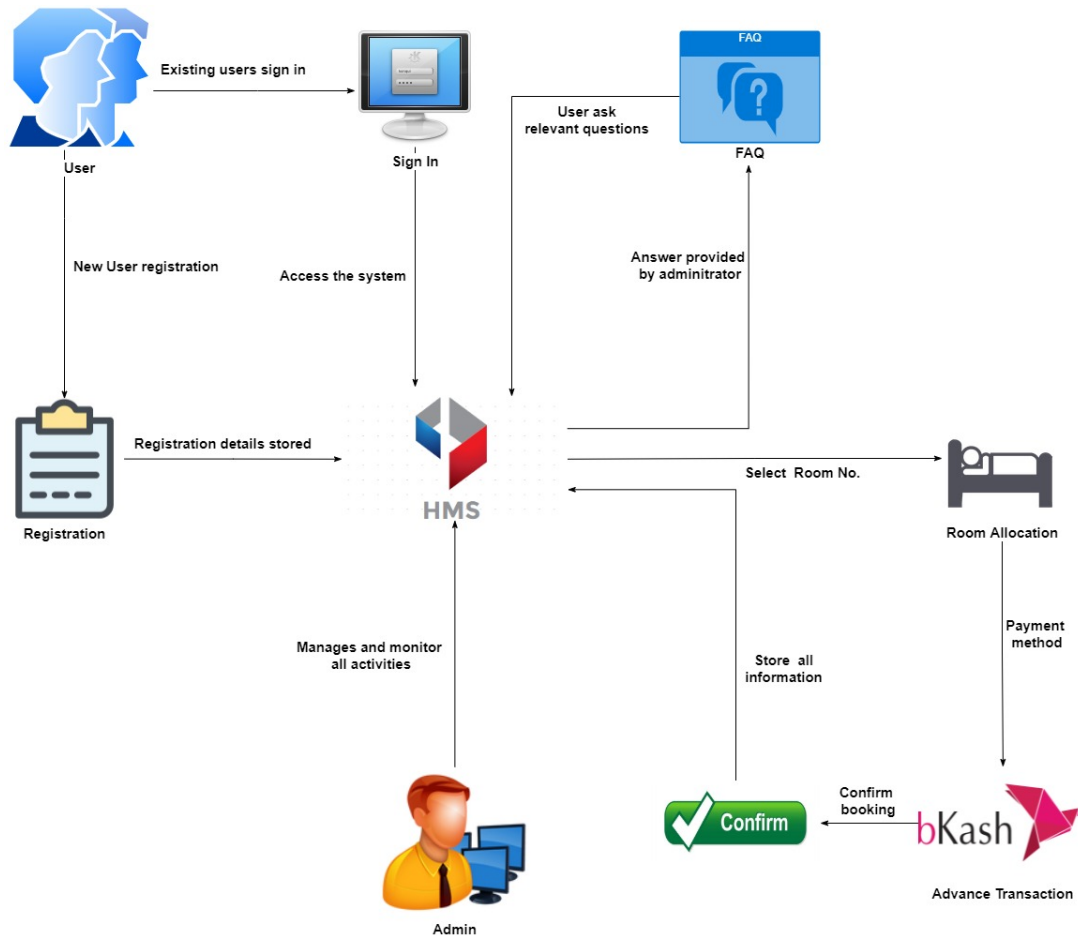 FAQ
Existing users sign in
User ask
relevant questions
User
Sign In
FAQ
New User registration
Access the system
Answer provided
by adminitrator
Registration details stored
HMS
Select Room No.
Registration
Room Allocation
Manages and monitor
all activities
Payment
method
Store all
information
Confirm
booking
Confirm
bKash
Advance Transaction
Admin